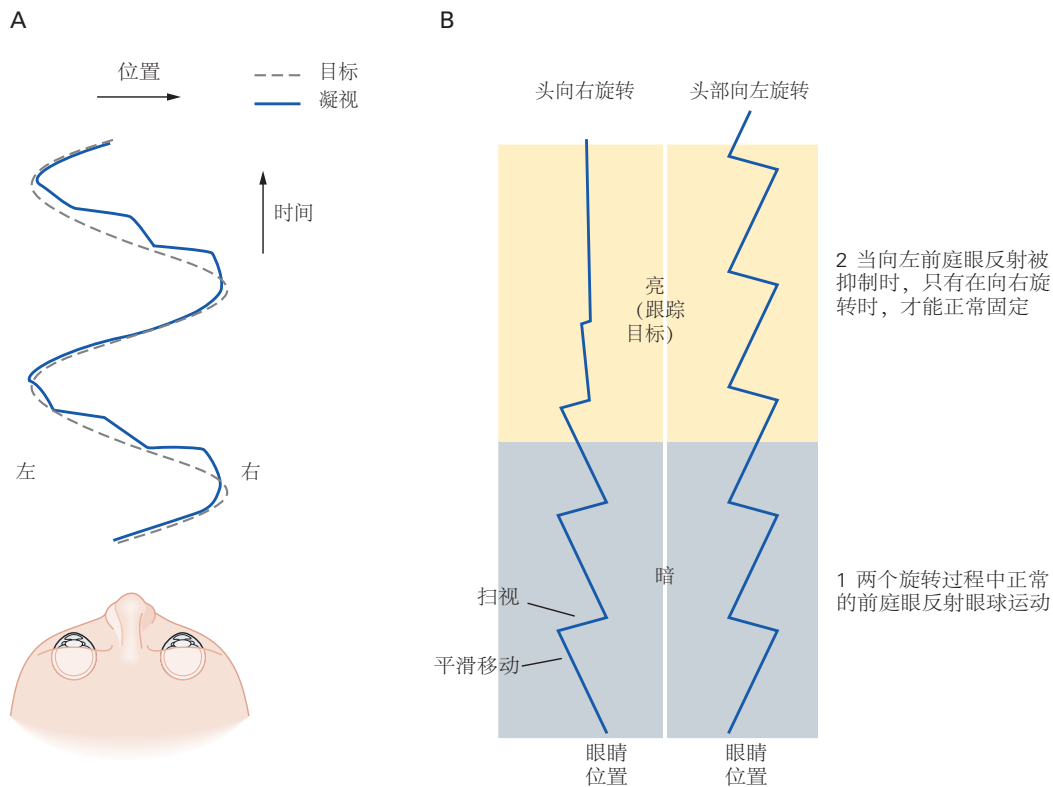 A
位置
目标
凝视
时间
左
右
B
头向右旋转
头部向左旋转
亮
(跟踪
目标)
2 当向左前庭眼反射被
抑制时，只有在向右旋
转时，才能正常固定
暗
扫视
平滑移动
1 两个旋转过程中正常
的前庭眼反射眼球运动
眼睛
位置
眼睛
位置